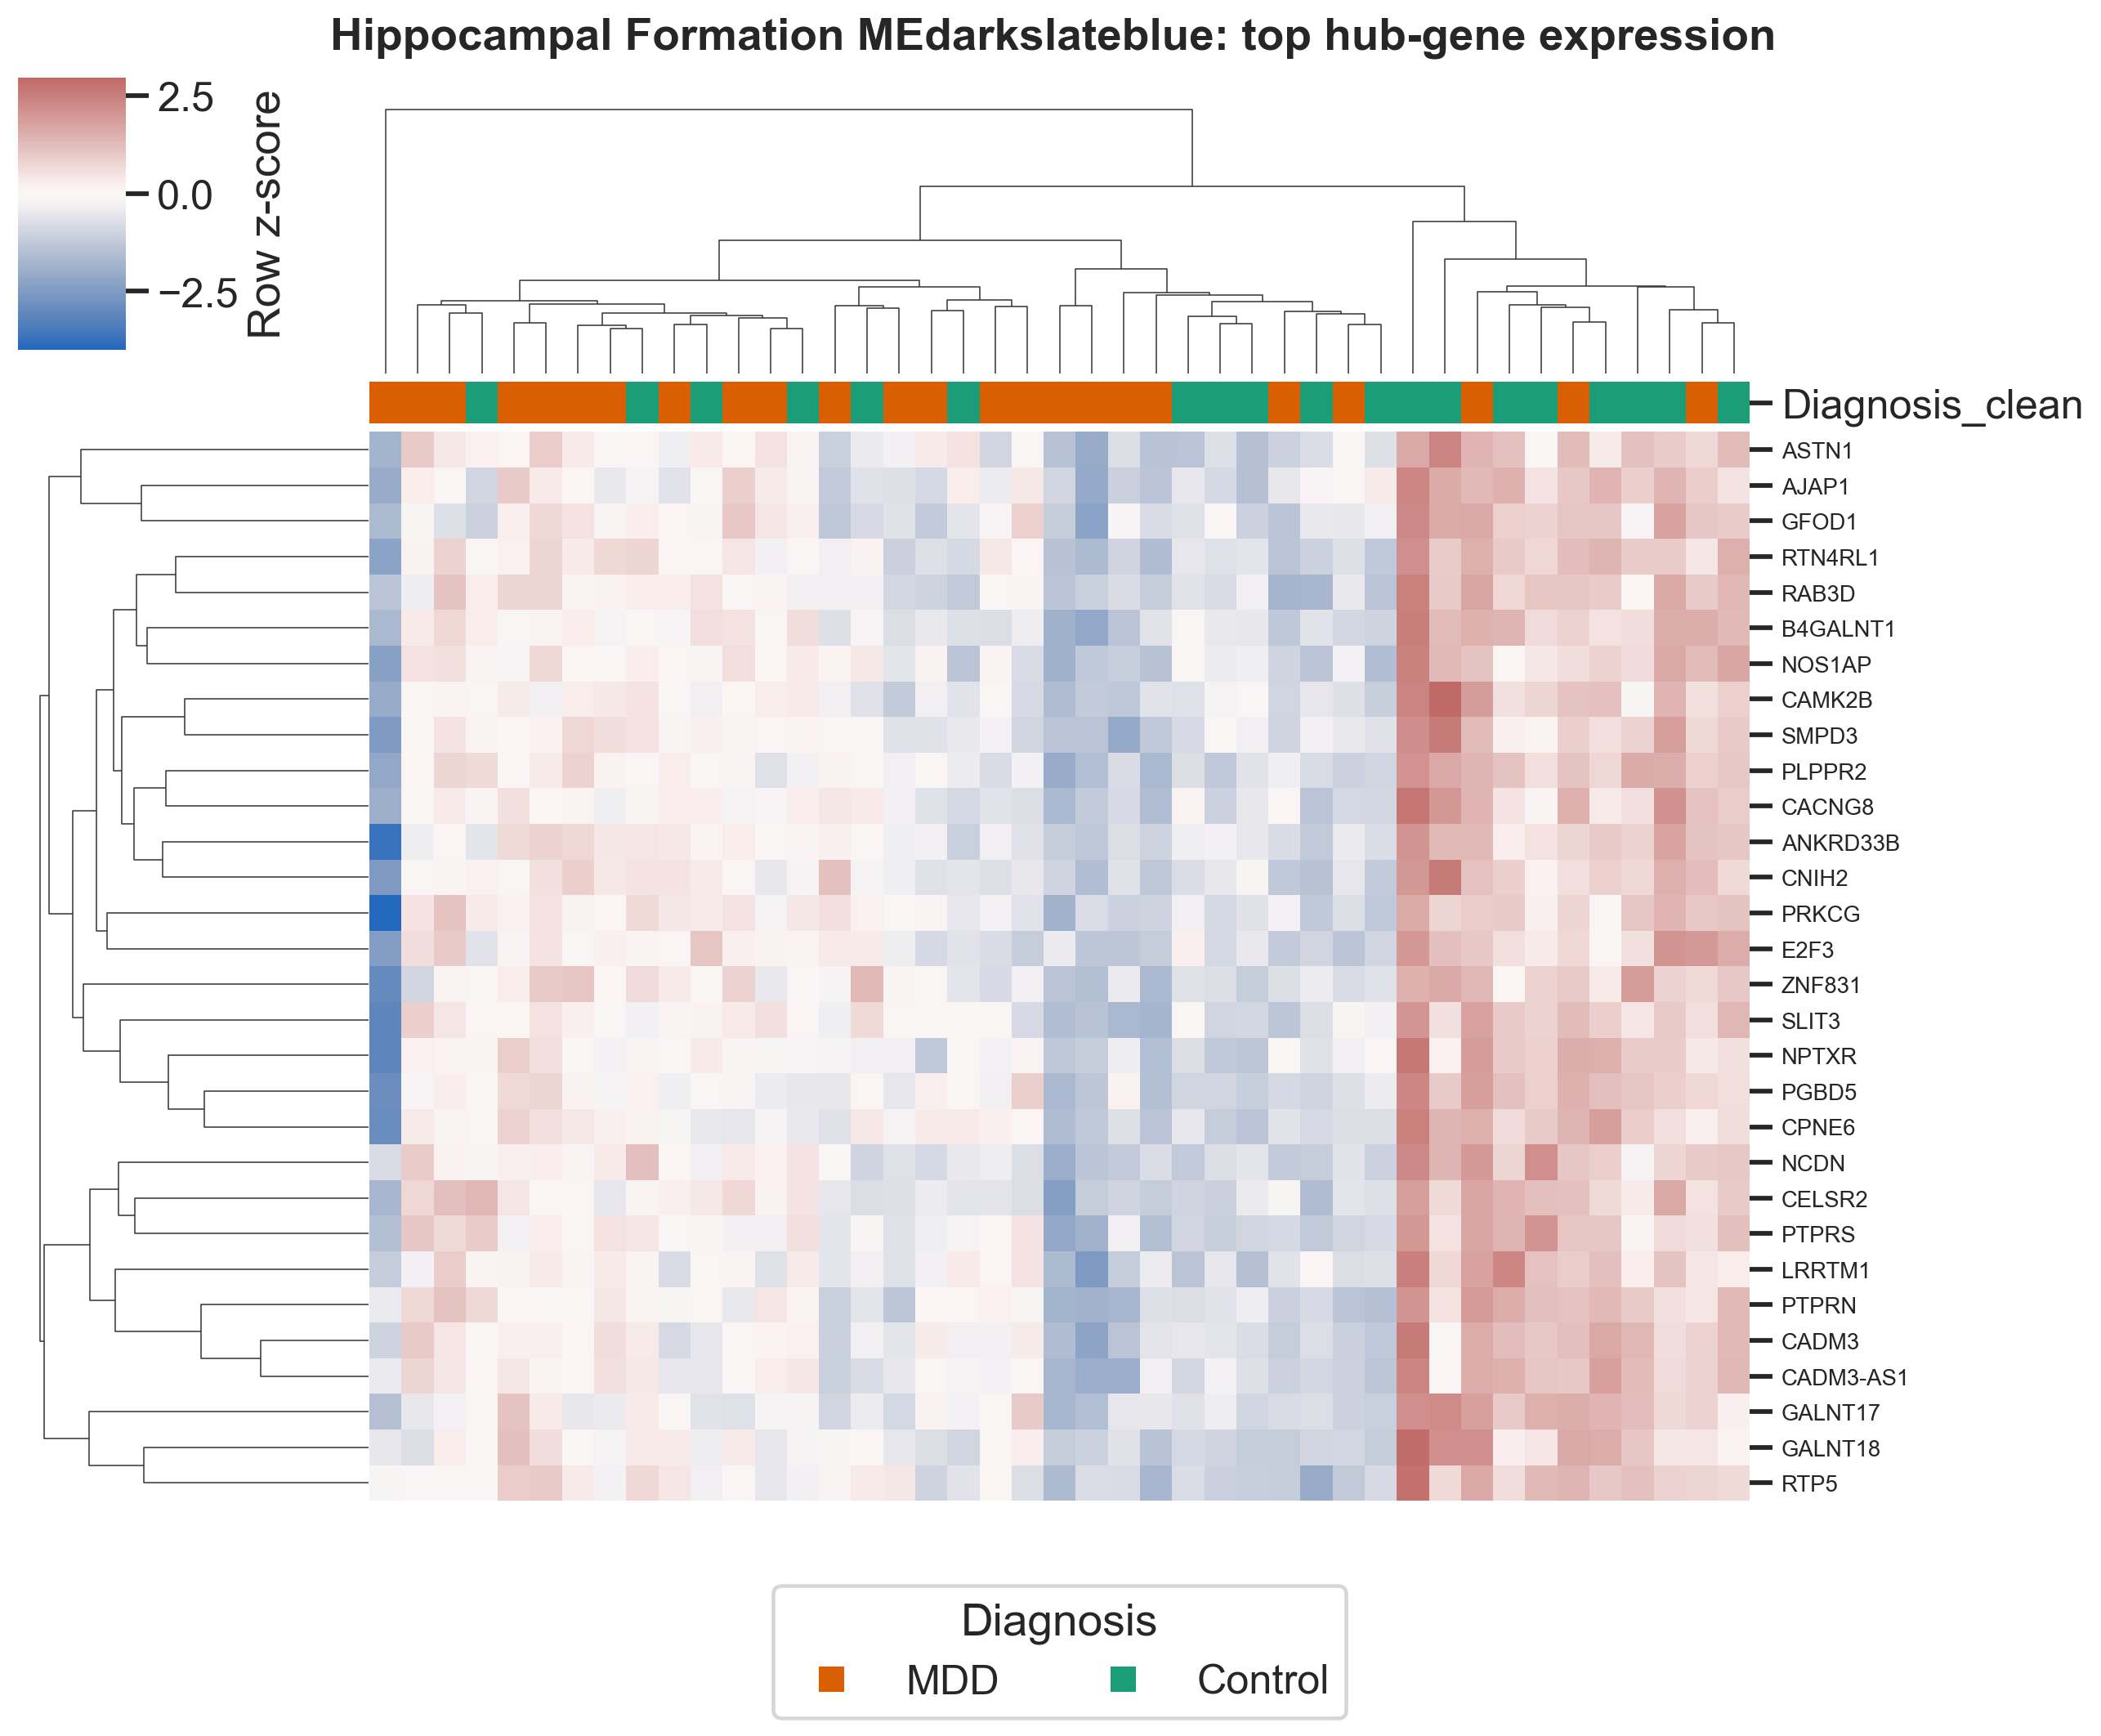 Hippocampal Formation MEdarkslateblue: top hub-gene expression
2.5
0.0
−2.5
Row z-score
Diagnosis_clean
ASTN1
AJAP1
GFOD1
RTN4RL1
RAB3D
B4GALNT1
NOS1AP
CAMK2B
SMPD3
PLPPR2
CACNG8
ANKRD33B
CNIH2
PRKCG
E2F3
ZNF831
SLIT3
NPTXR
PGBD5
CPNE6
NCDN
CELSR2
PTPRS
LRRTM1
PTPRN
CADM3
CADM3-AS1
GALNT17
GALNT18
RTP5
Diagnosis
MDD Control